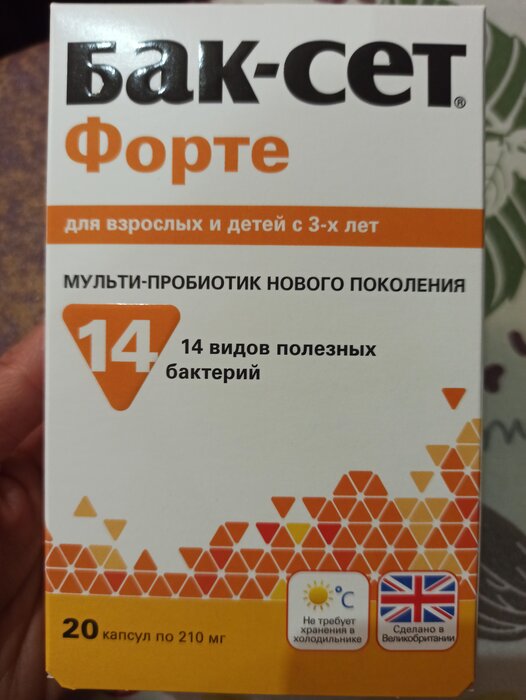 Бак-сет®
Форте
для взрослых и детей с 3-х лет
МУЛЬТИ-ПРОБИОТИК НОВОГО ПОКОЛЕНИЯ
14
14 видов полезных
бактерий
°C
Не требует
хранения в
холодильнике
Сделано в
Великобритании
20 капсул по 210 мг